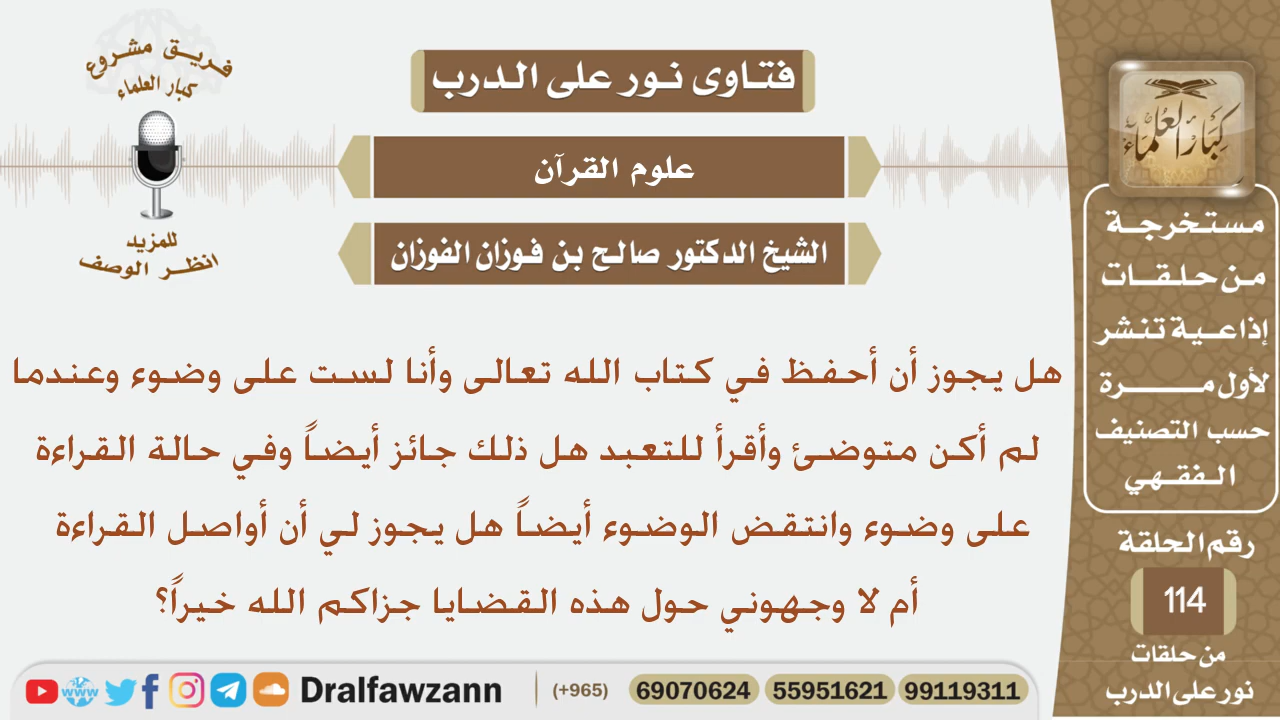 فريق مشروع
كبار العلماء
للمزيد
انظر الوصف
فتاوى نور على الدرب
علوم القرآن
الشيخ الدكتور صالح بن فوزان الفوزان
هل يجوز أن أحفظ في كتاب الله تعالى وأنا لست على وضوء وعندما
لم أكن متوضئ وأقرأ للتعبد هل ذلك جائز أيضاً وفي حالة القراءة
على وضوء وانتقض الوضوء أيضاً هل يجوز لي أن أواصل القراءة
أم لا وجهوني حول هذه القضايا جزاكم الله خيراً؟
كبار العلماء
مستخرجة
من حلقات
إذاعية تنشر
لأول مرة
حسب التصنيف
الفقهي
رقم الحلقة
114
من حلقات
نور على الدرب
www Dralfawzann (+965) 69070624 55951621 99119311